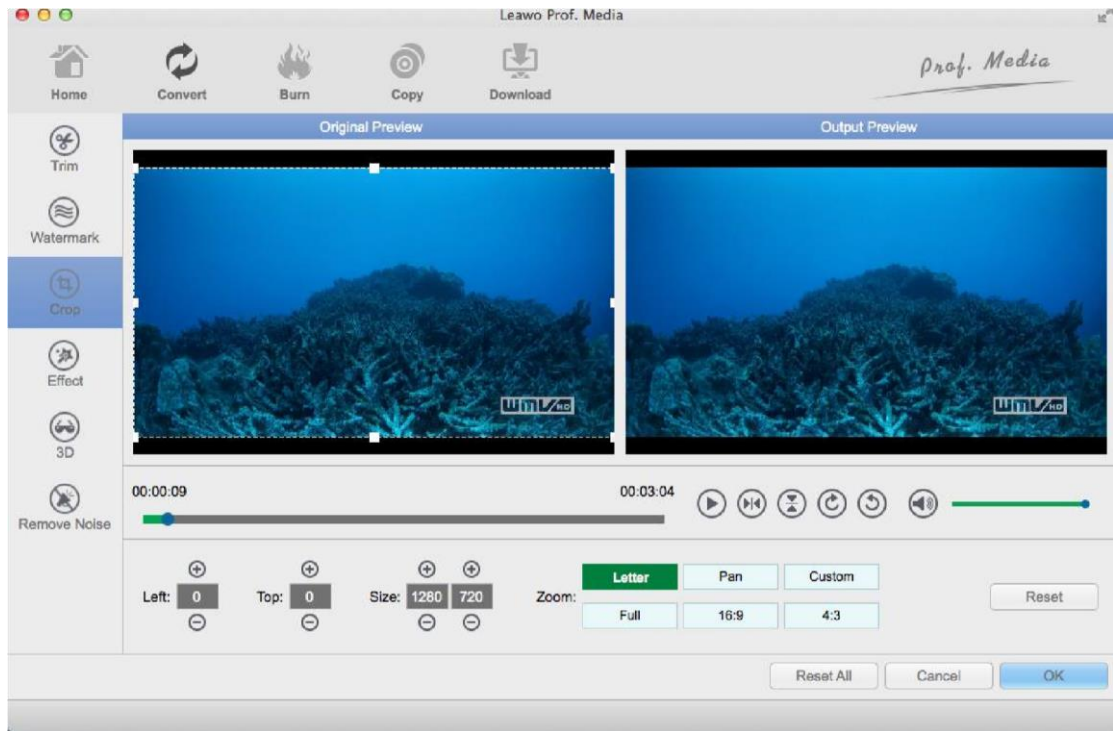 Leawo Prof. Media
Home
Convert
Burn
Copy
Download
Prof. Media
Trim
Watermark
Crop
Effect
3D
Remove Noise
Original Preview
Output Preview
WMV HD
WMV HD
00:00:09
00:03:04
Left: 0
Top: 0
Size: 1280 720
Zoom:
Letter
Pan
Custom
Full
16:9
4:3
Reset
Reset All
Cancel
OK